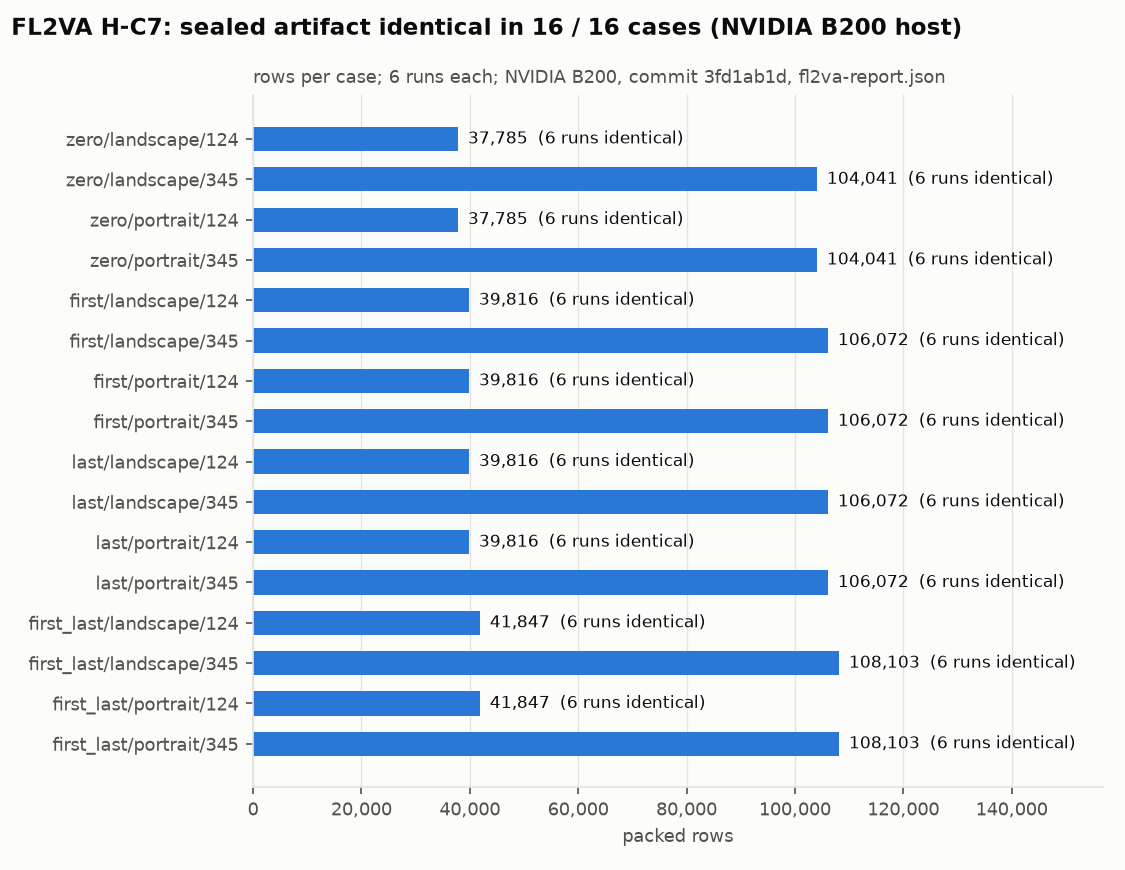 FL2VA H-C7: sealed artifact identical in 16 / 16 cases (NVIDIA B200 host)
rows per case; 6 runs each; NVIDIA B200, commit 3fd1ab1d, fl2va-report.json
zero/landscape/124 37,785 (6 runs identical)
zero/landscape/345 104,041 (6 runs identical)
zero/portrait/124 37,785 (6 runs identical)
zero/portrait/345 104,041 (6 runs identical)
first/landscape/124 39,816 (6 runs identical)
first/landscape/345 106,072 (6 runs identical)
first/portrait/124 39,816 (6 runs identical)
first/portrait/345 106,072 (6 runs identical)
last/landscape/124 39,816 (6 runs identical)
last/landscape/345 106,072 (6 runs identical)
last/portrait/124 39,816 (6 runs identical)
last/portrait/345 106,072 (6 runs identical)
first_last/landscape/124 41,847 (6 runs identical)
first_last/landscape/345 108,103 (6 runs identical)
first_last/portrait/124 41,847 (6 runs identical)
first_last/portrait/345 108,103 (6 runs identical)
0 20,000 40,000 60,000 80,000 100,000 120,000 140,000
packed rows